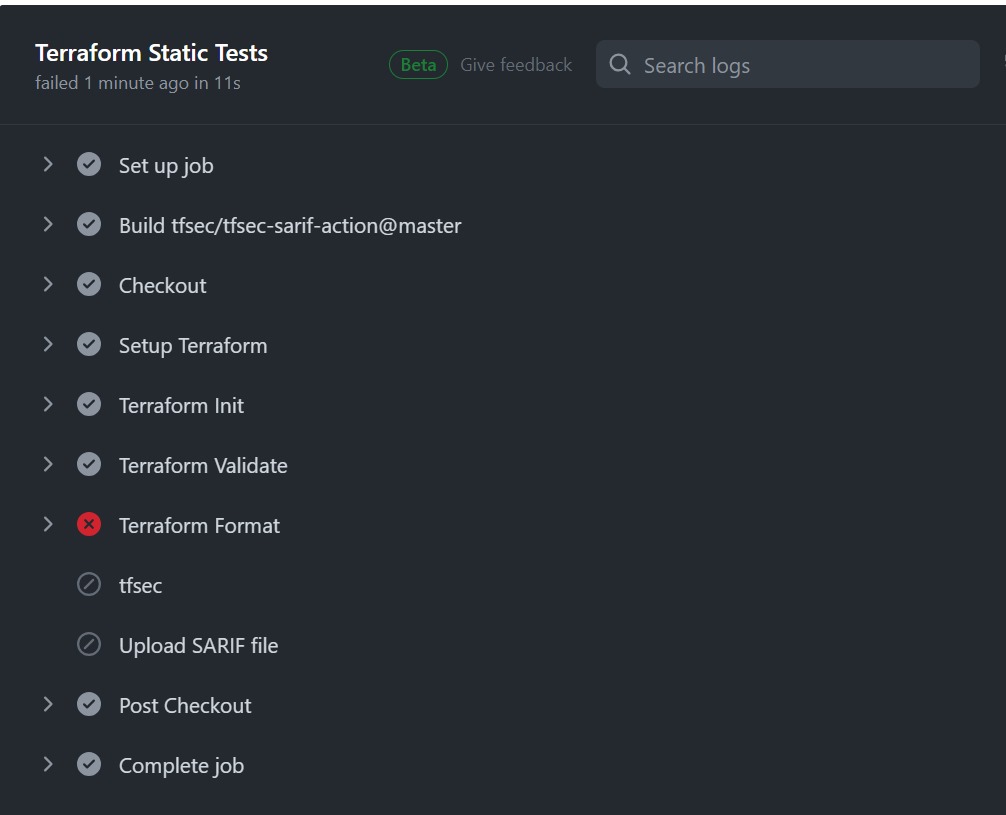 Terraform Static Tests
failed 1 minute ago in 11s
Beta Give feedback
Search logs
Set up job
Build tfsec/tfsec-sarif-action@master
Checkout
Setup Terraform
Terraform Init
Terraform Validate
Terraform Format
tfsec
Upload SARIF file
Post Checkout
Complete job